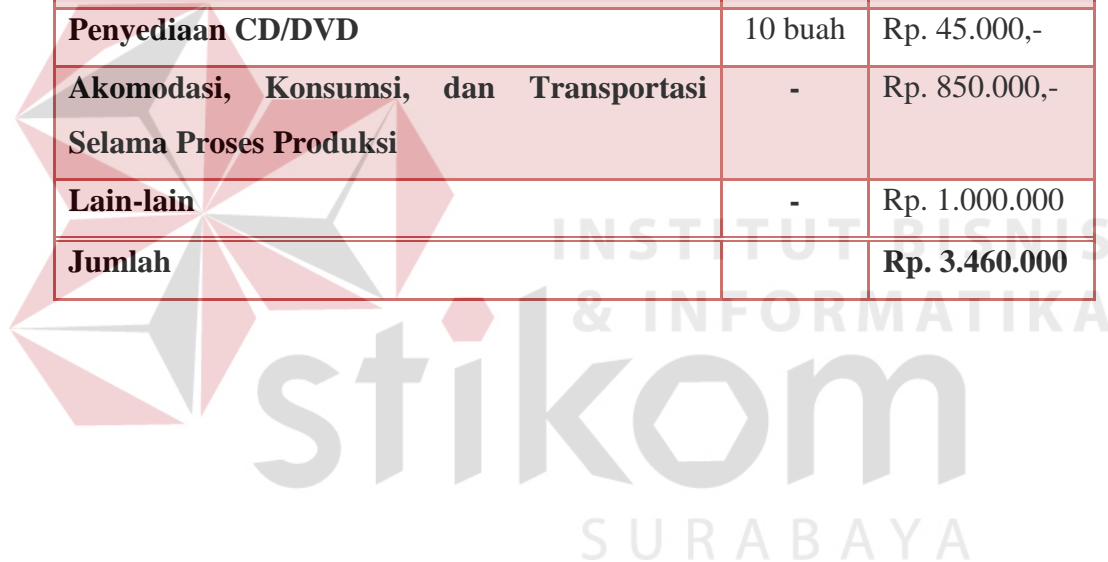 Penyediaan CD/DVD 10 buah Rp. 45.000,-
Akomodasi, Konsumsi, dan Transportasi - Rp. 850.000,-
Selama Proses Produksi
Lain-lain - Rp. 1.000.000
Jumlah Rp. 3.460.000
INSTITUT BISNIS
& INFORMATIKA
stikom
SURABAYA